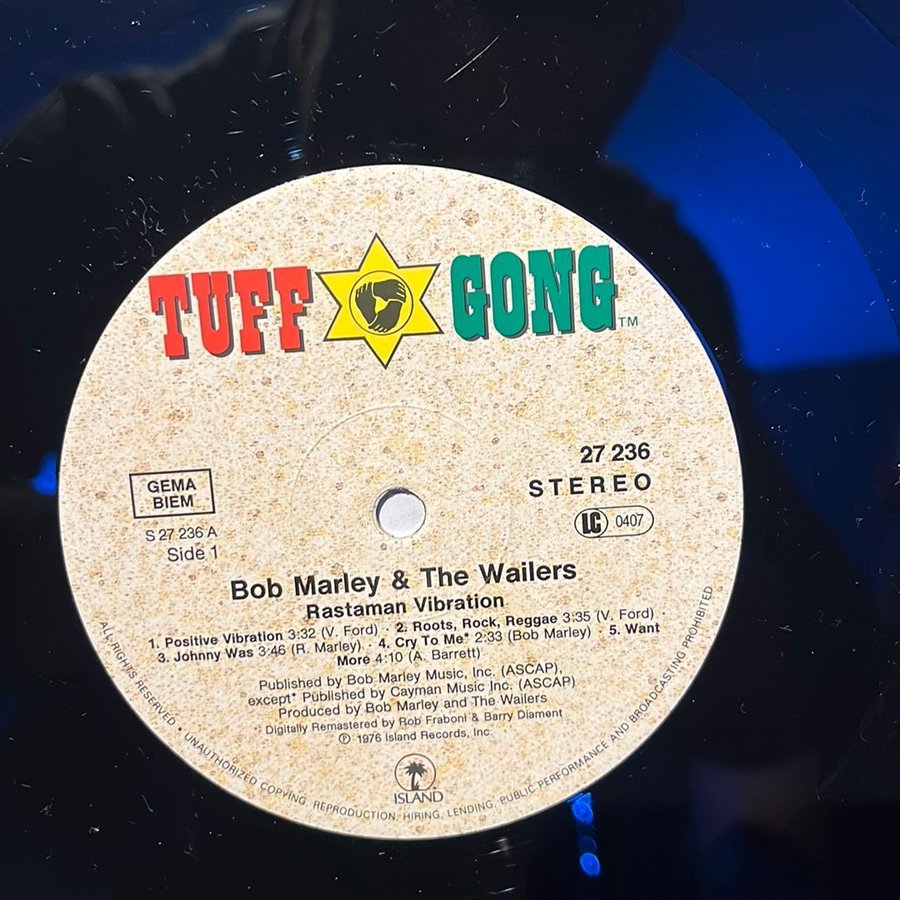 TUFF GONG™
27 236
STEREO
LC 0407
GEMA
BIEM
S 27 236 A
Side 1
Bob Marley & The Wailers
Rastaman Vibration
1. Positive Vibration 3:32 (V. Ford) · 2. Roots, Rock, Reggae 3:35 (V. Ford) ·
3. Johnny Was 3:46 (R. Marley) · 4. Cry To Me* 2:33 (Bob Marley) · 5. Want
More 4:10 (A. Barrett)
Published by Bob Marley Music, Inc. (ASCAP),
except* Published by Cayman Music Inc. (ASCAP)
Produced by Bob Marley and The Wailers
Digitally Remastered by Rob Fraboni & Barry Diament
℗ 1976 Island Records, Inc.
ISLAND
ALL RIGHTS RESERVED • UNAUTHORIZED COPYING, REPRODUCTION, HIRING, LENDING, PUBLIC PERFORMANCE AND BROADCASTING PROHIBITED